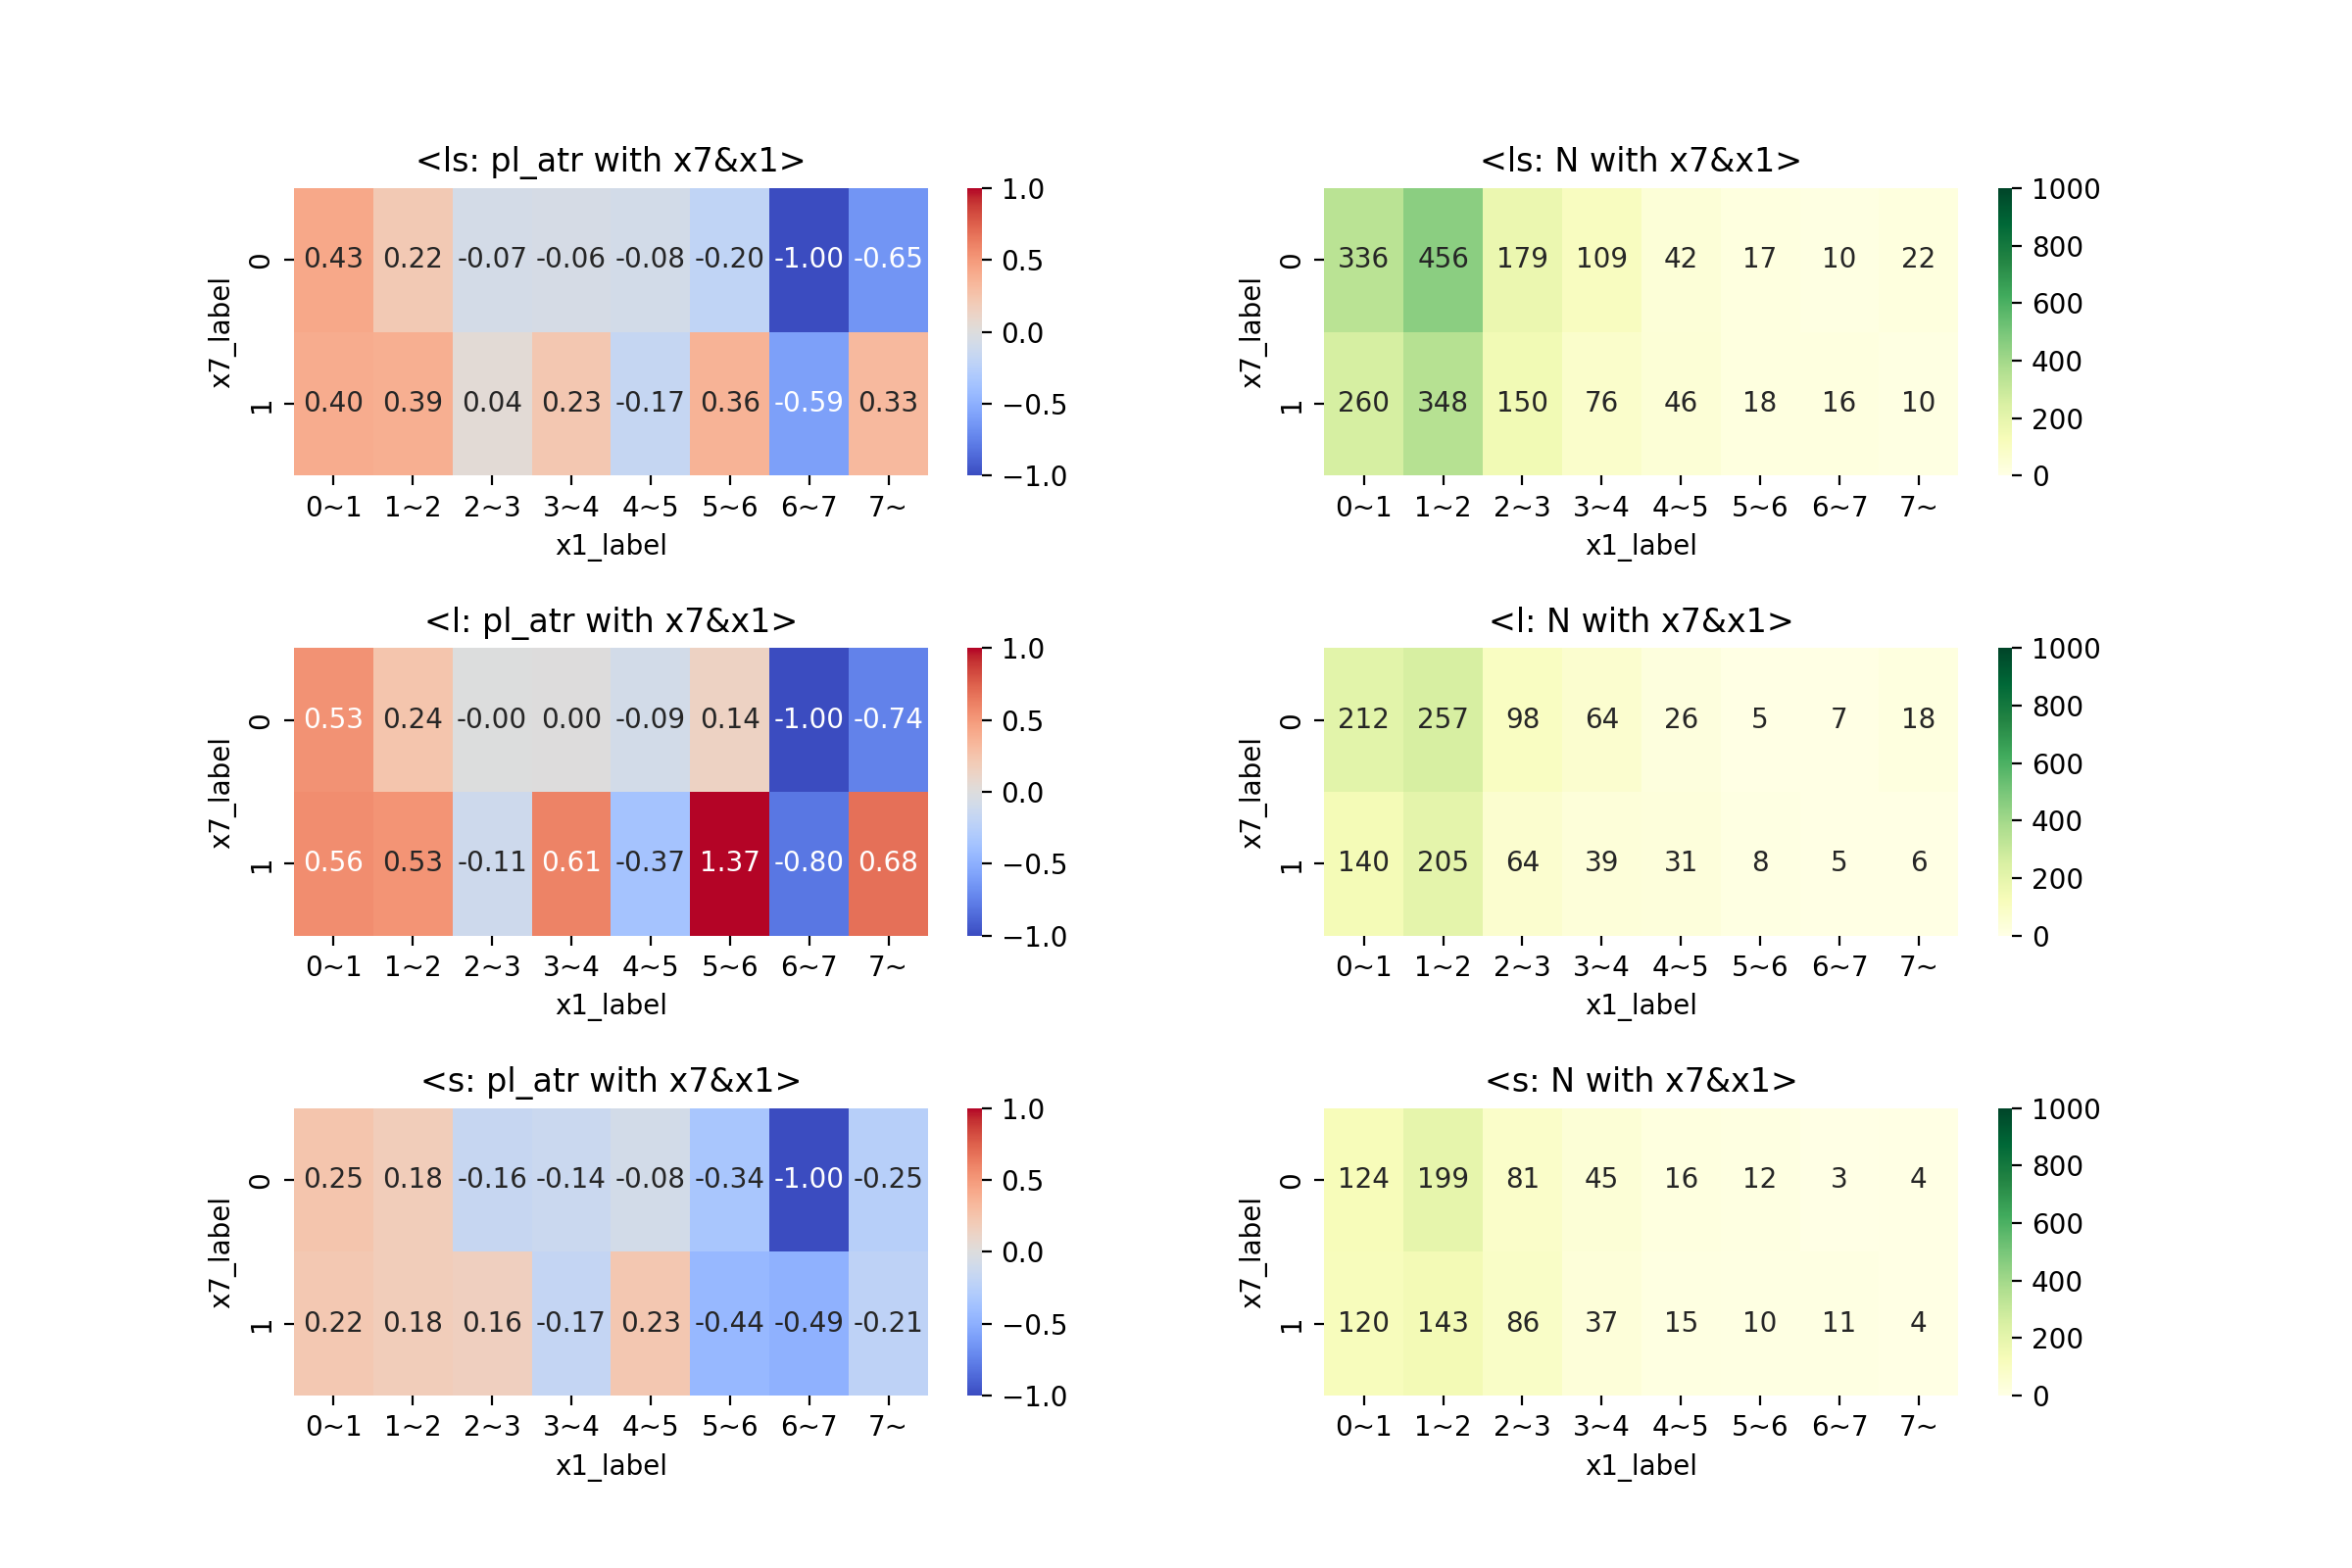 <ls: pl_atr with x7&x1>
1.0
0.5
0.0
−0.5
−1.0
x7_label
0
0.43 0.22 -0.07 -0.06 -0.08 -0.20 -1.00 -0.65
1
0.40 0.39 0.04 0.23 -0.17 0.36 -0.59 0.33
0~1 1~2 2~3 3~4 4~5 5~6 6~7 7~
x1_label
<ls: N with x7&x1>
1000
800
600
400
200
0
x7_label
0
336 456 179 109 42 17 10 22
1
260 348 150 76 46 18 16 10
0~1 1~2 2~3 3~4 4~5 5~6 6~7 7~
x1_label
<l: pl_atr with x7&x1>
1.0
0.5
0.0
−0.5
−1.0
x7_label
0
0.53 0.24 -0.00 0.00 -0.09 0.14 -1.00 -0.74
1
0.56 0.53 -0.11 0.61 -0.37 1.37 -0.80 0.68
0~1 1~2 2~3 3~4 4~5 5~6 6~7 7~
x1_label
<l: N with x7&x1>
1000
800
600
400
200
0
x7_label
0
212 257 98 64 26 5 7 18
1
140 205 64 39 31 8 5 6
0~1 1~2 2~3 3~4 4~5 5~6 6~7 7~
x1_label
<s: pl_atr with x7&x1>
1.0
0.5
0.0
−0.5
−1.0
x7_label
0
0.25 0.18 -0.16 -0.14 -0.08 -0.34 -1.00 -0.25
1
0.22 0.18 0.16 -0.17 0.23 -0.44 -0.49 -0.21
0~1 1~2 2~3 3~4 4~5 5~6 6~7 7~
x1_label
<s: N with x7&x1>
1000
800
600
400
200
0
x7_label
0
124 199 81 45 16 12 3 4
1
120 143 86 37 15 10 11 4
0~1 1~2 2~3 3~4 4~5 5~6 6~7 7~
x1_label